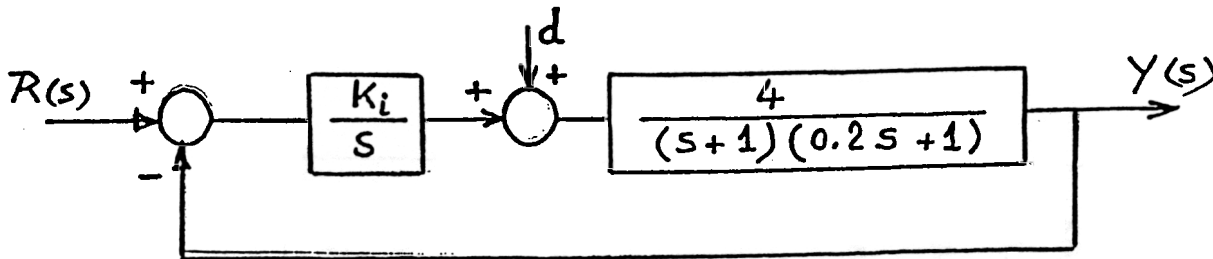 d
R(s) + - 
K_i
s
+ +
4
(s+1)(0.2s+1)
Y(s)